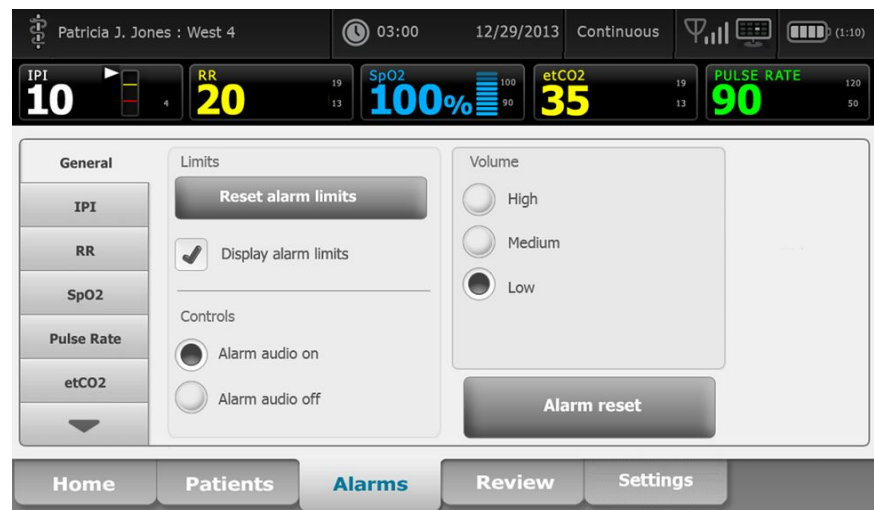 Patricia J. Jones : West 4
03:00
12/29/2013
Continuous
(1:10)
IPI
10
4
RR
20
19
13
SpO2
100%
100
90
etCO2
35
19
13
PULSE RATE
90
120
50
General
IPI
RR
SpO2
Pulse Rate
etCO2
Limits
Reset alarm limits
Display alarm limits
Controls
Alarm audio on
Alarm audio off
Volume
High
Medium
Low
Alarm reset
Home
Patients
Alarms
Review
Settings